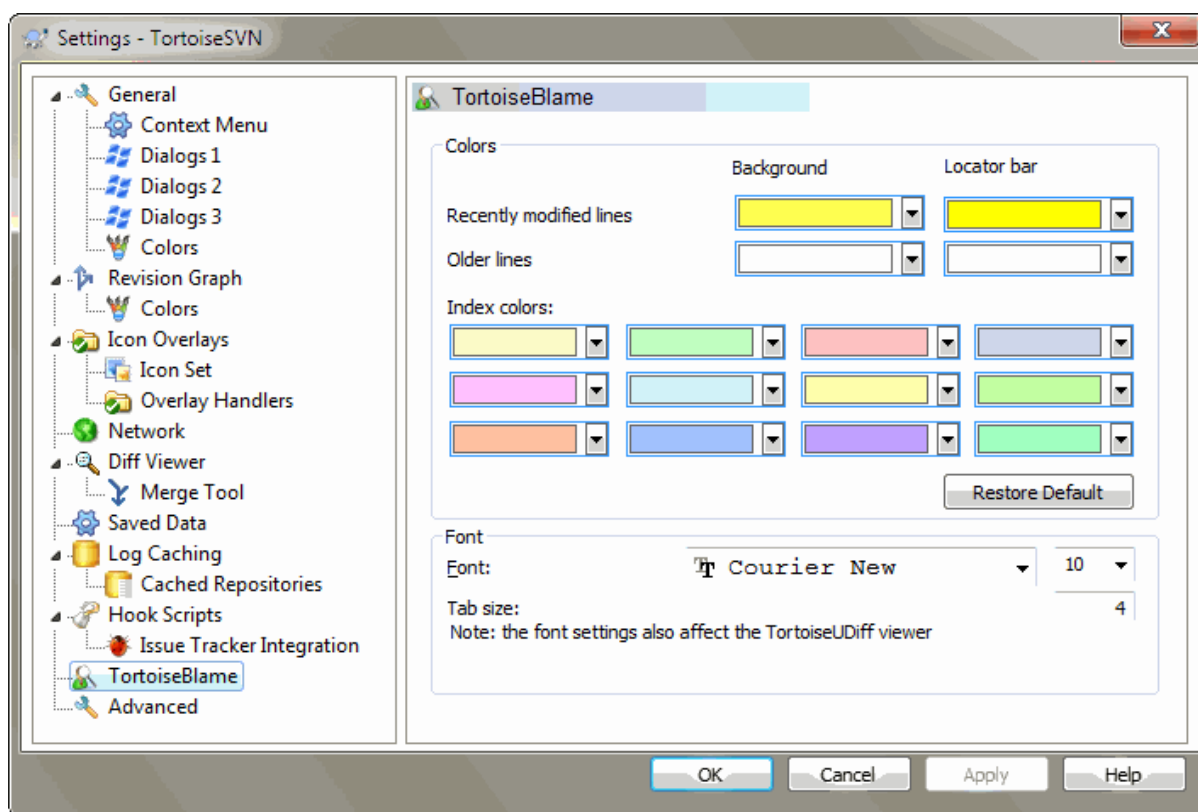 Settings - TortoiseSVN
General
Context Menu
Dialogs 1
Dialogs 2
Dialogs 3
Colors
Revision Graph
Colors
Icon Overlays
Icon Set
Overlay Handlers
Network
Diff Viewer
Merge Tool
Saved Data
Log Caching
Cached Repositories
Hook Scripts
Issue Tracker Integration
TortoiseBlame
Advanced
TortoiseBlame
Colors
Background Locator bar
Recently modified lines
Older lines
Index colors:
Restore Default
Font
Font: Courier New 10
Tab size: 4
Note: the font settings also affect the TortoiseUDiff viewer
OK Cancel Apply Help